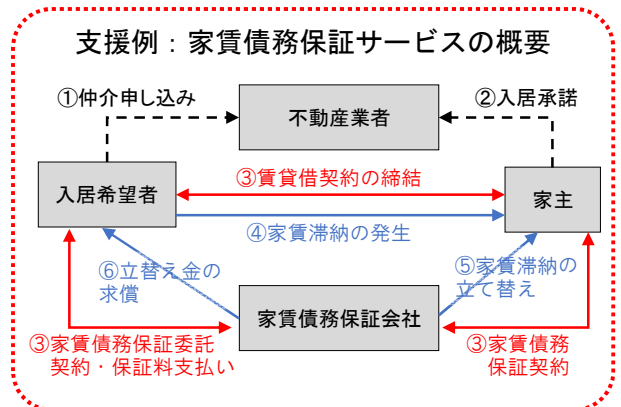 支援例：家賃債務保証サービスの概要
①仲介申し込み
②入居承諾
不動産業者
③賃貸借契約の締結
入居希望者
家主
④家賃滞納の発生
⑥立替え金の
求償
⑤家賃滞納の
立て替え
家賃債務保証会社
③家賃債務保証委託
契約・保証料支払い
③家賃債務
保証契約